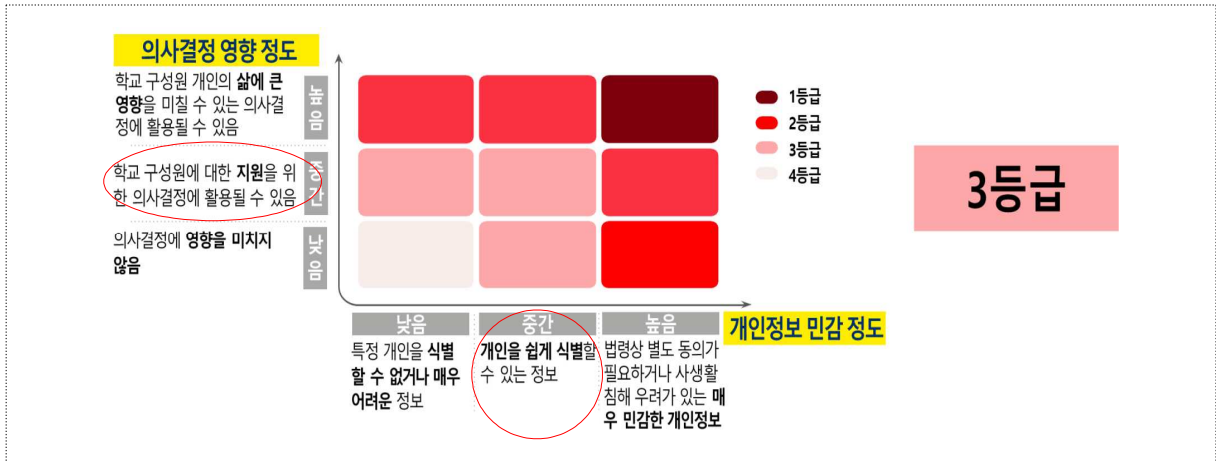 의사결정 영향 정도
학교 구성원 개인의 삶에 큰
영향을 미칠 수 있는 의사결
정에 활용될 수 있음
높음
학교 구성원에 대한 지원을 위
한 의사결정에 활용될 수 있음
중간
의사결정에 영향을 미치지
않음
낮음
1등급
2등급
3등급
4등급
3등급
낮음
중간
높음
개인정보 민감 정도
특정 개인을 식별
할 수 없거나 매우
어려운 정보
개인을 쉽게 식별할
수 있는 정보
법령상 별도 동의가
필요하거나 사생활
침해 우려가 있는 매
우 민감한 개인정보